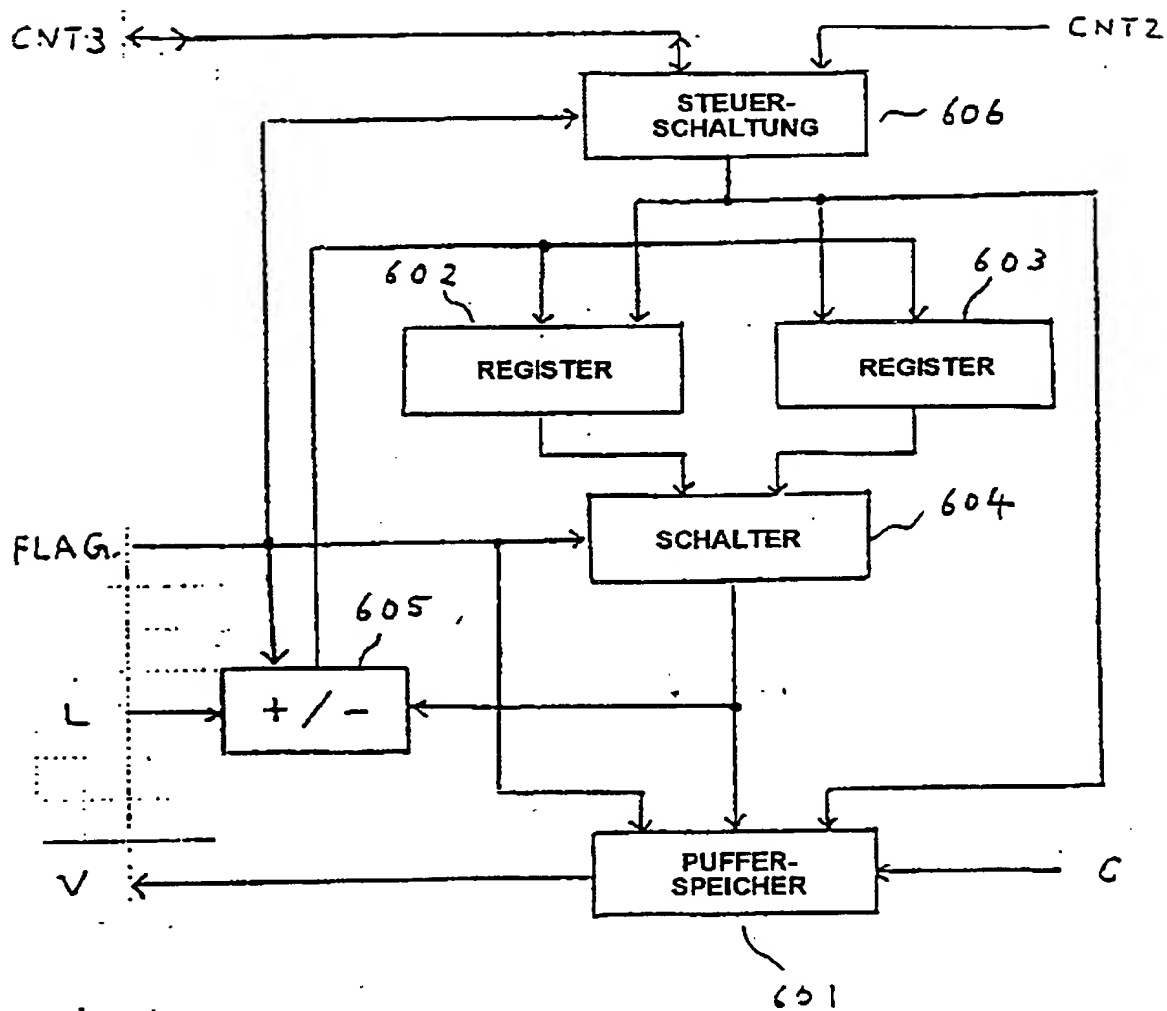 CNT3
CNT2
STEUER-
SCHALTUNG
606
602
603
REGISTER
REGISTER
604
FLAG
SCHALTER
605
L
+ / -
V
PUFFER-
SPEICHER
C
601